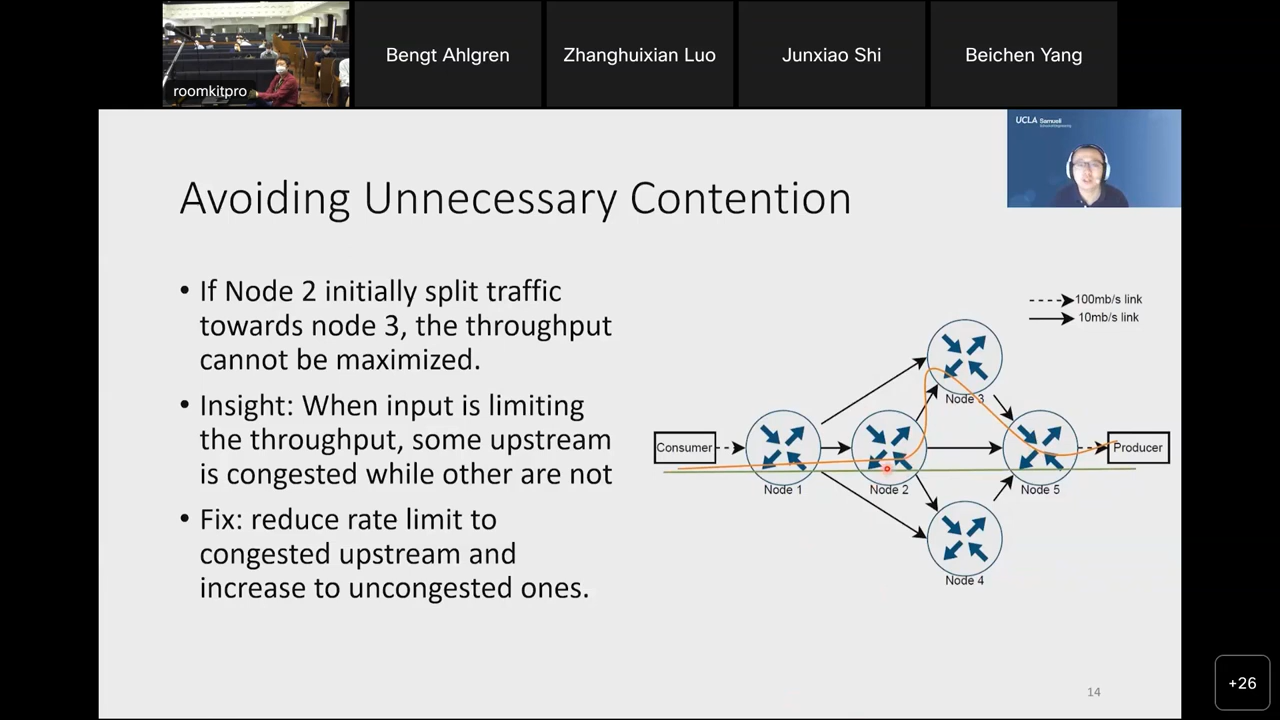 roomkitpro
Bengt Ahlgren
Zhanghuixian Luo
Junxiao Shi
Beichen Yang
UCLA Samueli
Avoiding Unnecessary Contention
• If Node 2 initially split traffic
towards node 3, the throughput
cannot be maximized.
• Insight: When input is limiting
the throughput, some upstream
is congested while other are not
• Fix: reduce rate limit to
congested upstream and
increase to uncongested ones.
100mb/s link
10mb/s link
Node 3
Consumer
Producer
Node 1
Node 2
Node 5
Node 4
14
+26